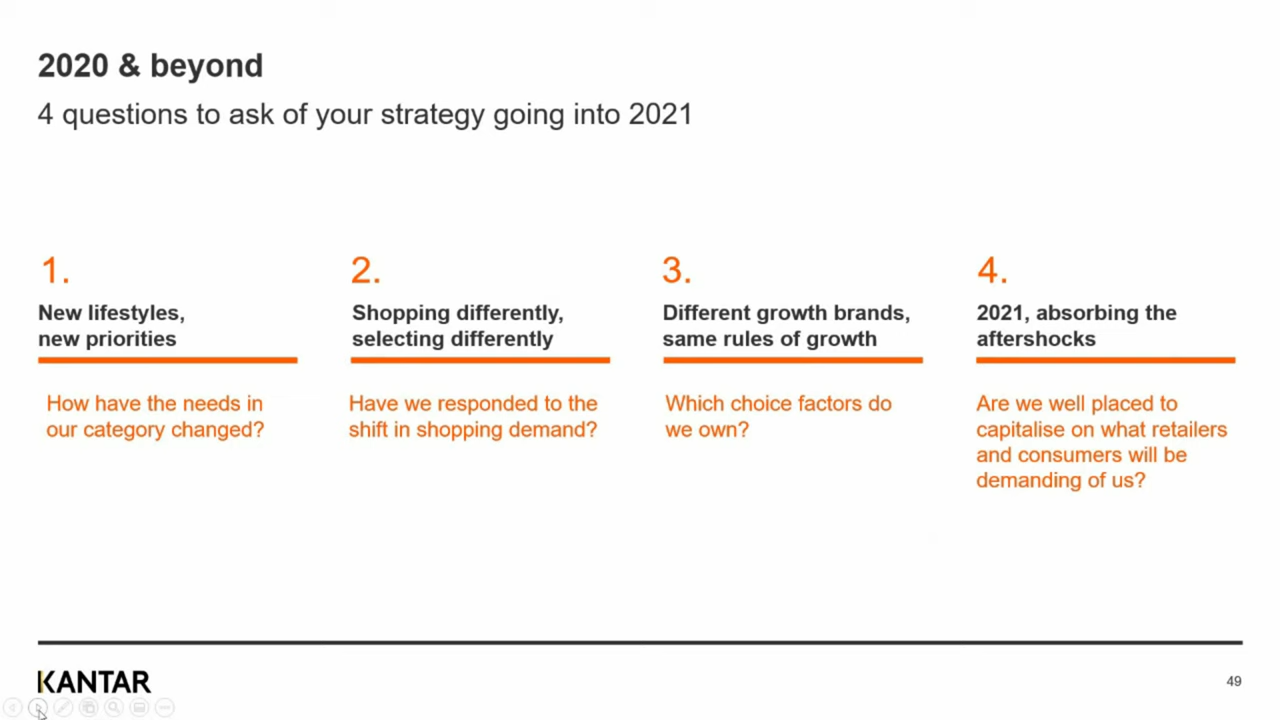 2020 & beyond
4 questions to ask of your strategy going into 2021
1.
New lifestyles,
new priorities
How have the needs in
our category changed?
2.
Shopping differently,
selecting differently
Have we responded to the
shift in shopping demand?
3.
Different growth brands,
same rules of growth
Which choice factors do
we own?
4.
2021, absorbing the
aftershocks
Are we well placed to
capitalise on what retailers
and consumers will be
demanding of us?
KANTAR
49